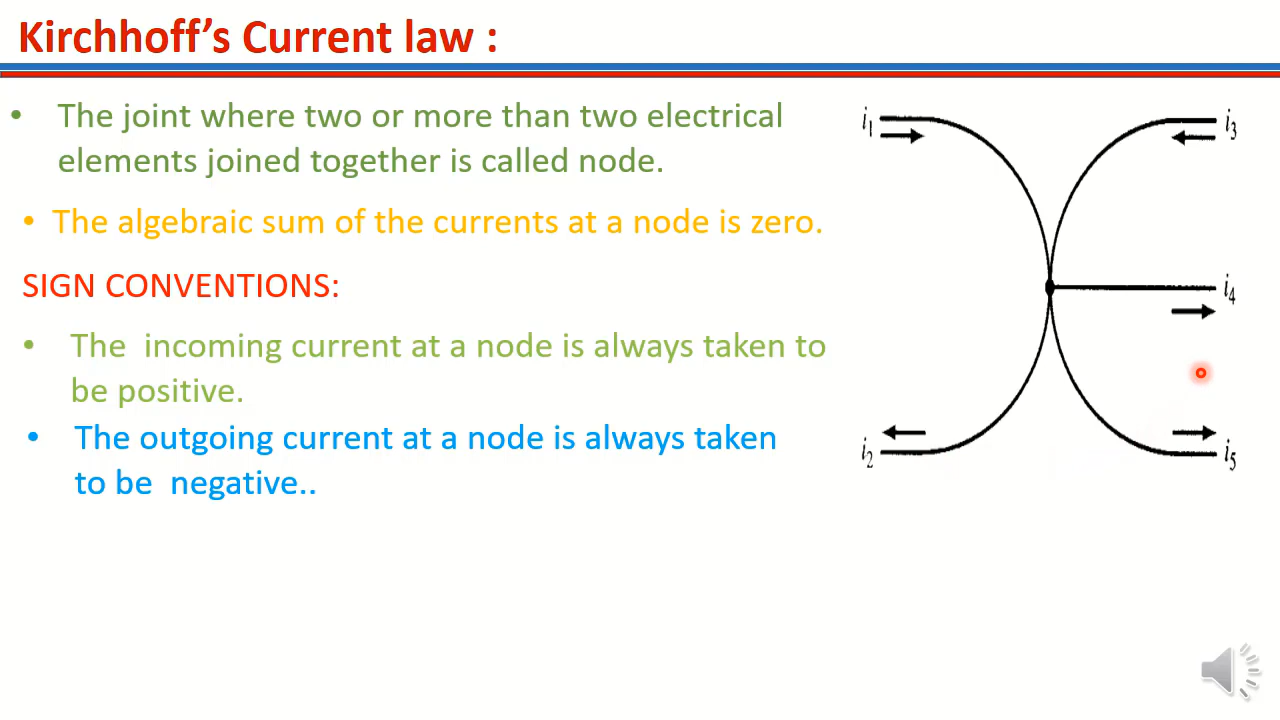 Kirchhoff's Current law :
• The joint where two or more than two electrical
elements joined together is called node.
• The algebraic sum of the currents at a node is zero.
SIGN CONVENTIONS:
• The incoming current at a node is always taken to
be positive.
• The outgoing current at a node is always taken
to be negative..
i1
i3
i4
i2
i5